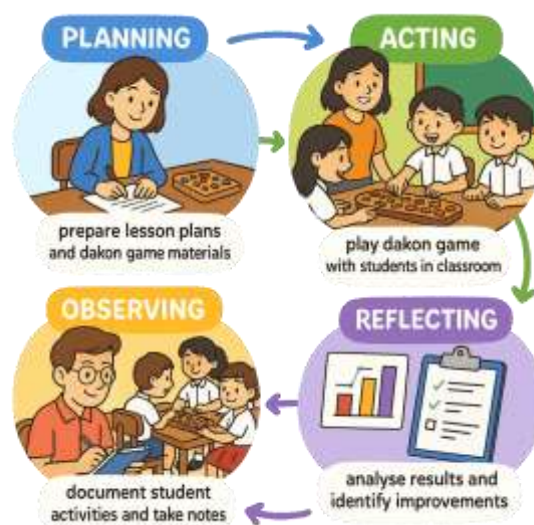 PLANNING
prepare lesson plans
and dakon game materials
ACTING
play dakon game
with students in classroom
OBSERVING
document student
activities and take notes
REFLECTING
analyse results and
identify improvements